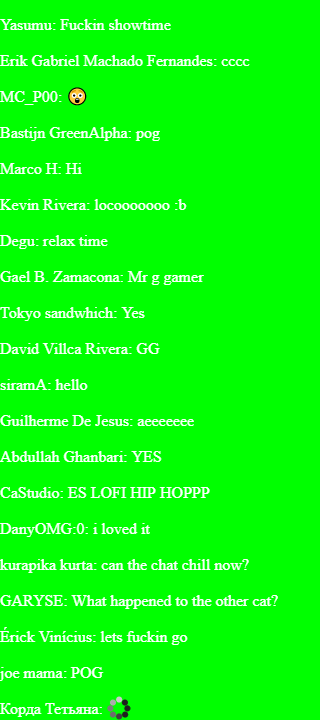 Yasumu: Fuckin showtime
Erik Gabriel Machado Fernandes: cccc
MC_P00: 😲
Bastijn GreenAlpha: pog
Marco H: Hi
Kevin Rivera: locooooooo :b
Degu: relax time
Gael B. Zamacona: Mr g gamer
Tokyo sandwhich: Yes
David Villca Rivera: GG
siramA: hello
Guilherme De Jesus: aeeeeeee
Abdullah Ghanbari: YES
CaStudio: ES LOFI HIP HOPPP
DanyOMG:0: i loved it
kurapika kurta: can the chat chill now?
GARYSE: What happened to the other cat?
Érick Vinícius: lets fuckin go
joe mama: POG
Корда Тетъяна: